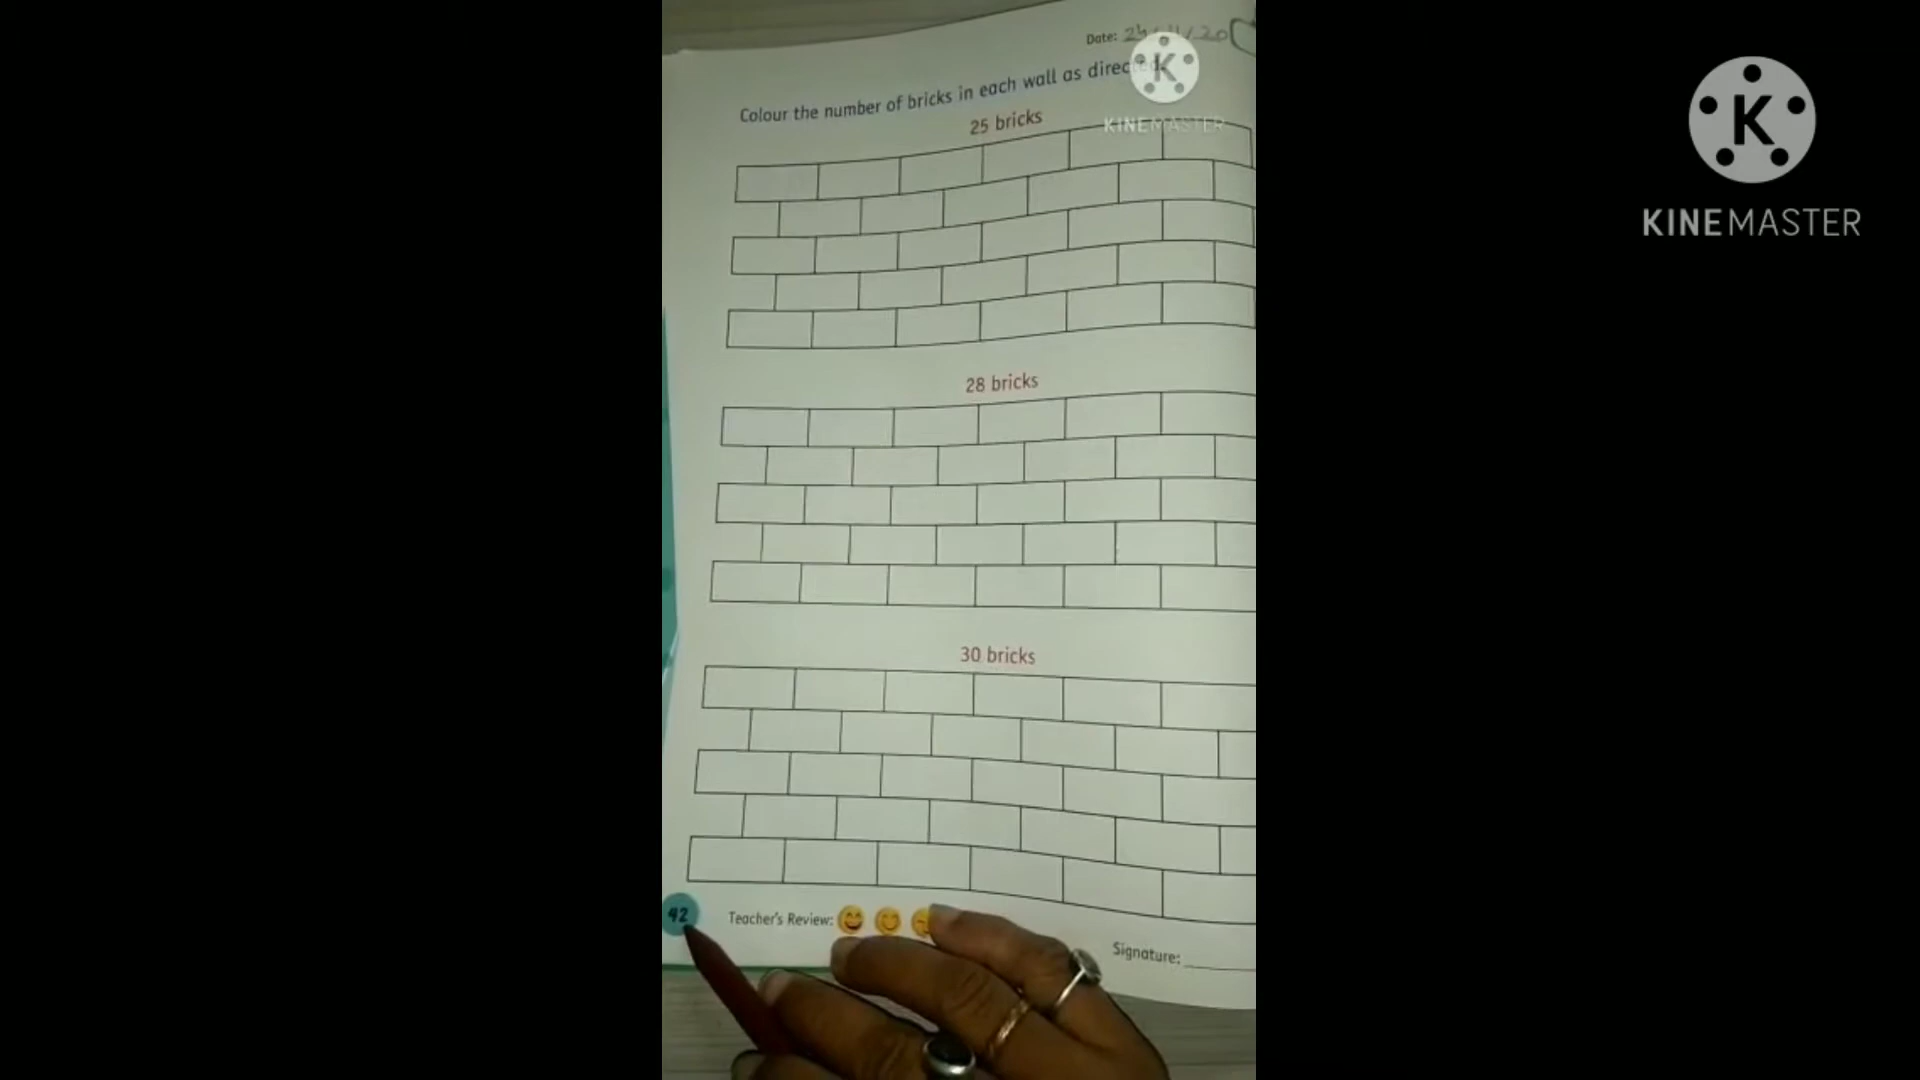 Date:
Colour the number of bricks in each wall as directed.
25 bricks
28 bricks
30 bricks
42
Teacher's Review:
Signature:
KINEMASTER
KINEMASTER